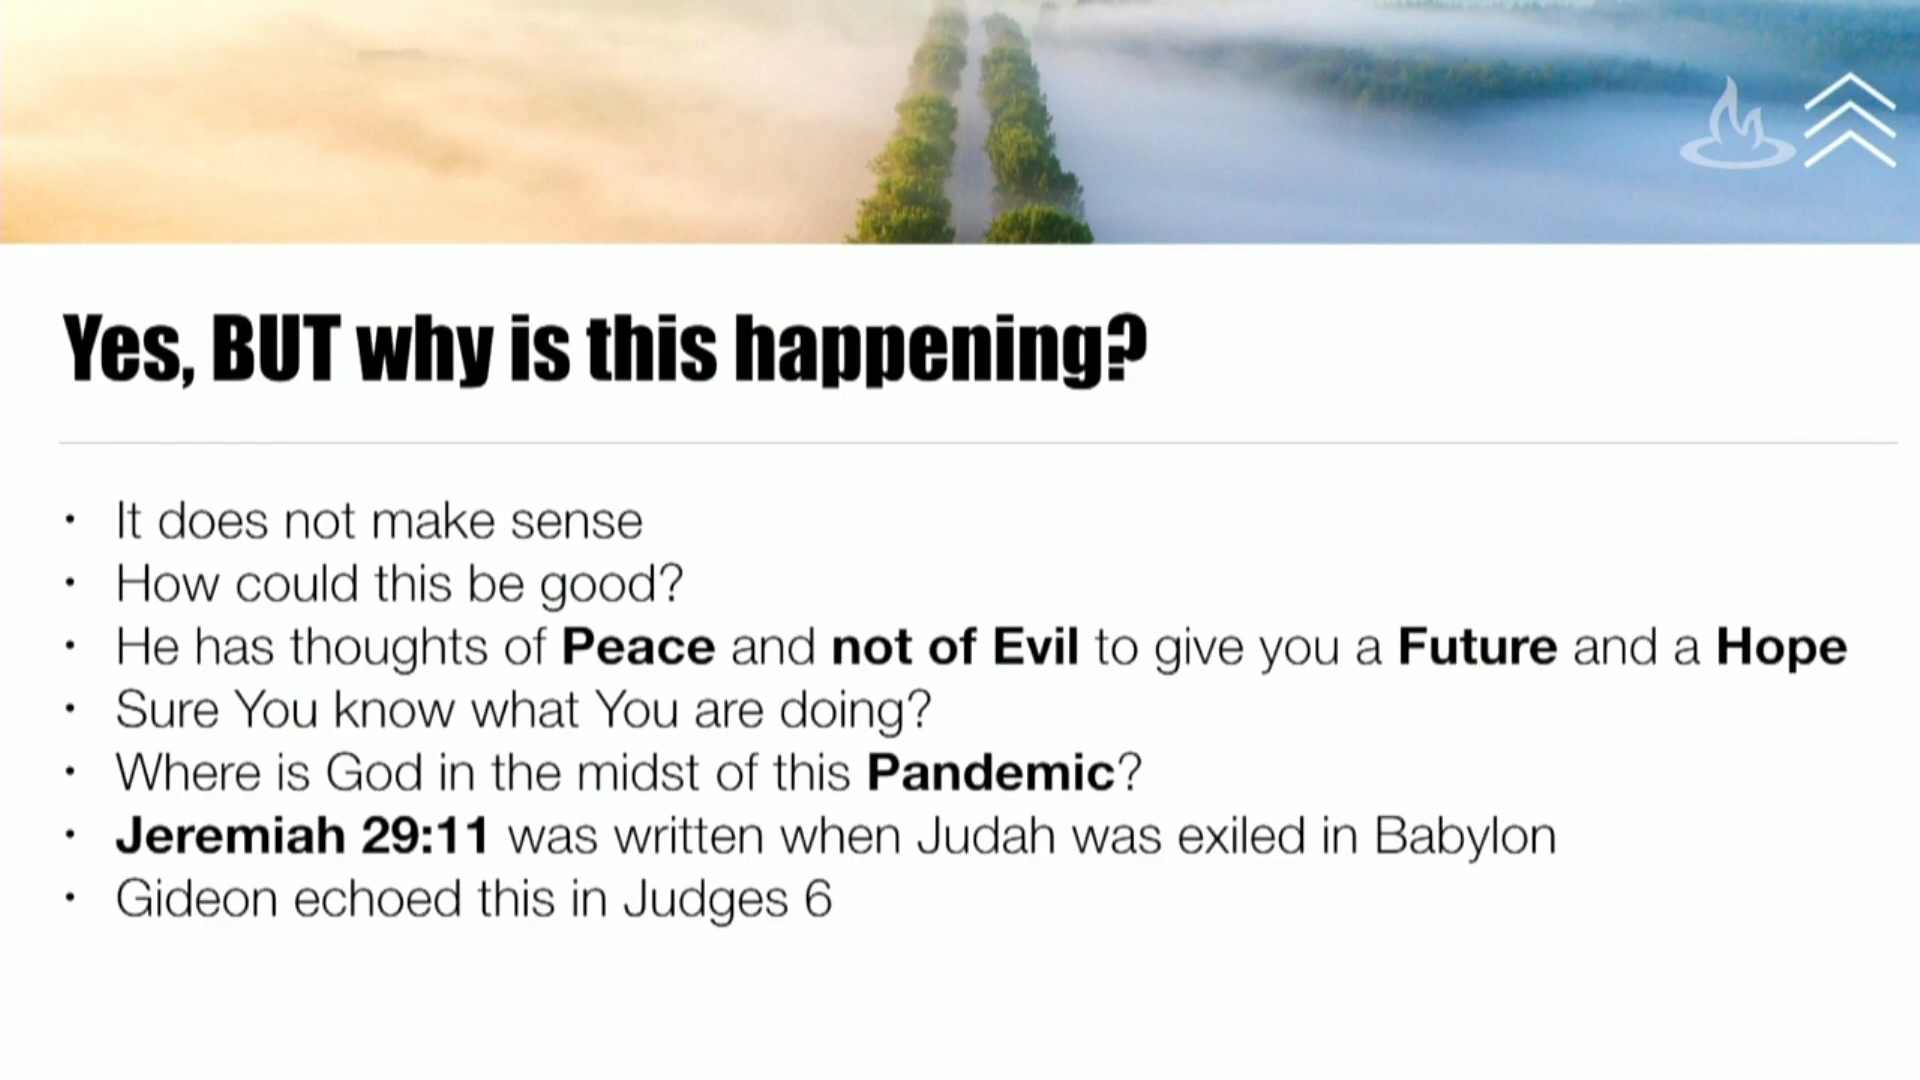 Yes, BUT why is this happening?
• It does not make sense
• How could this be good?
• He has thoughts of Peace and not of Evil to give you a Future and a Hope
• Sure You know what You are doing?
• Where is God in the midst of this Pandemic?
• Jeremiah 29:11 was written when Judah was exiled in Babylon
• Gideon echoed this in Judges 6